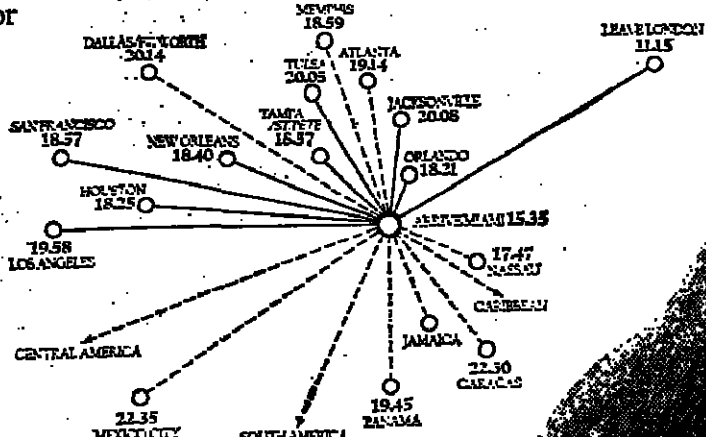 or
MEMPHIS
18.59
LEAVE LONDON
11.15
DALLAS/FT.WORTH
20.14
ATLANTA
19.14
TULSA
20.05
JACKSONVILLE
20.08
TAMPA
/ST.PETE
18.57
SAN FRANCISCO
18.57
NEW ORLEANS
18.40
ORLANDO
18.21
HOUSTON
18.25
ARRIVE MIAMI 15.35
19.58
LOS ANGELES
17.47
NASSAU
CARIBBEAN
JAMAICA
CENTRAL AMERICA
22.30
CARACAS
19.45
PANAMA
22.35
MEXICO CITY
SOUTH AMERICA